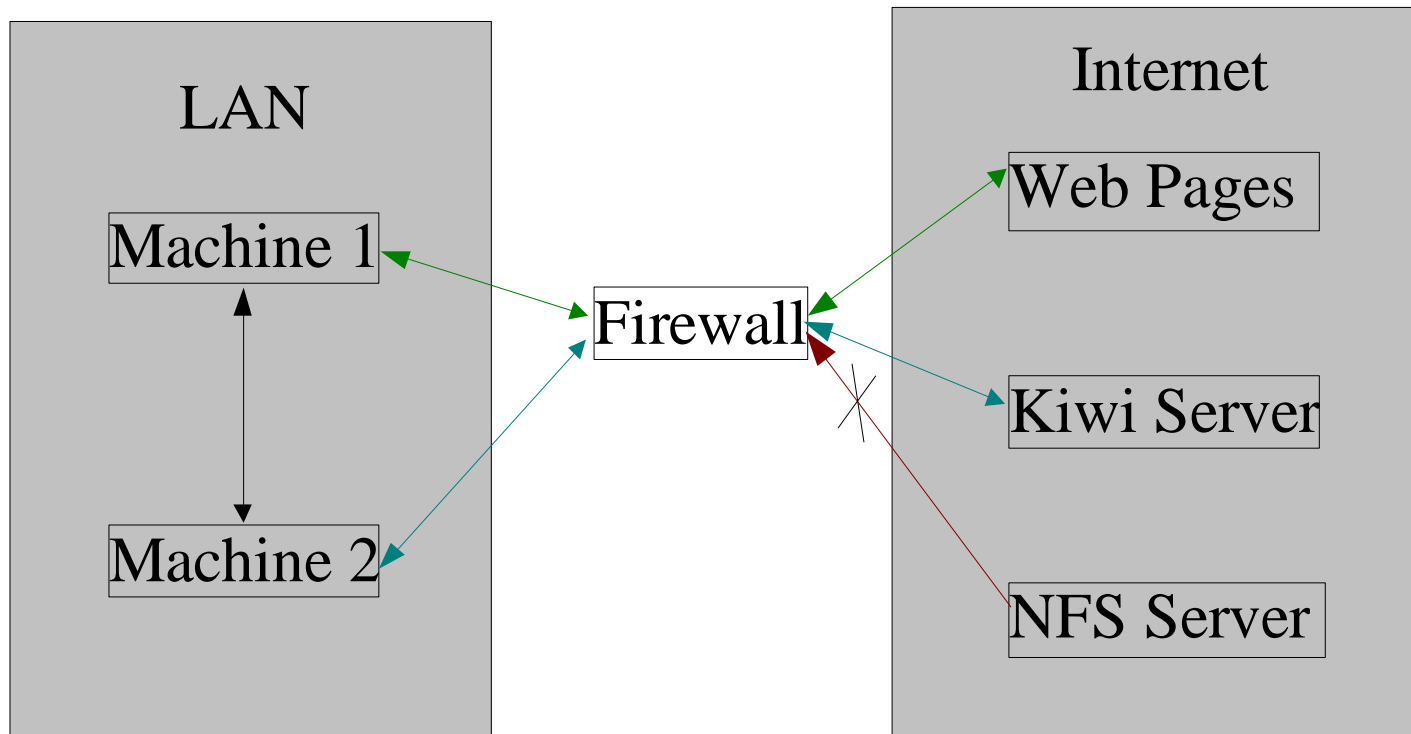 LAN
Machine 1
Machine 2
Firewall
Internet
Web Pages
Kiwi Server
NFS Server